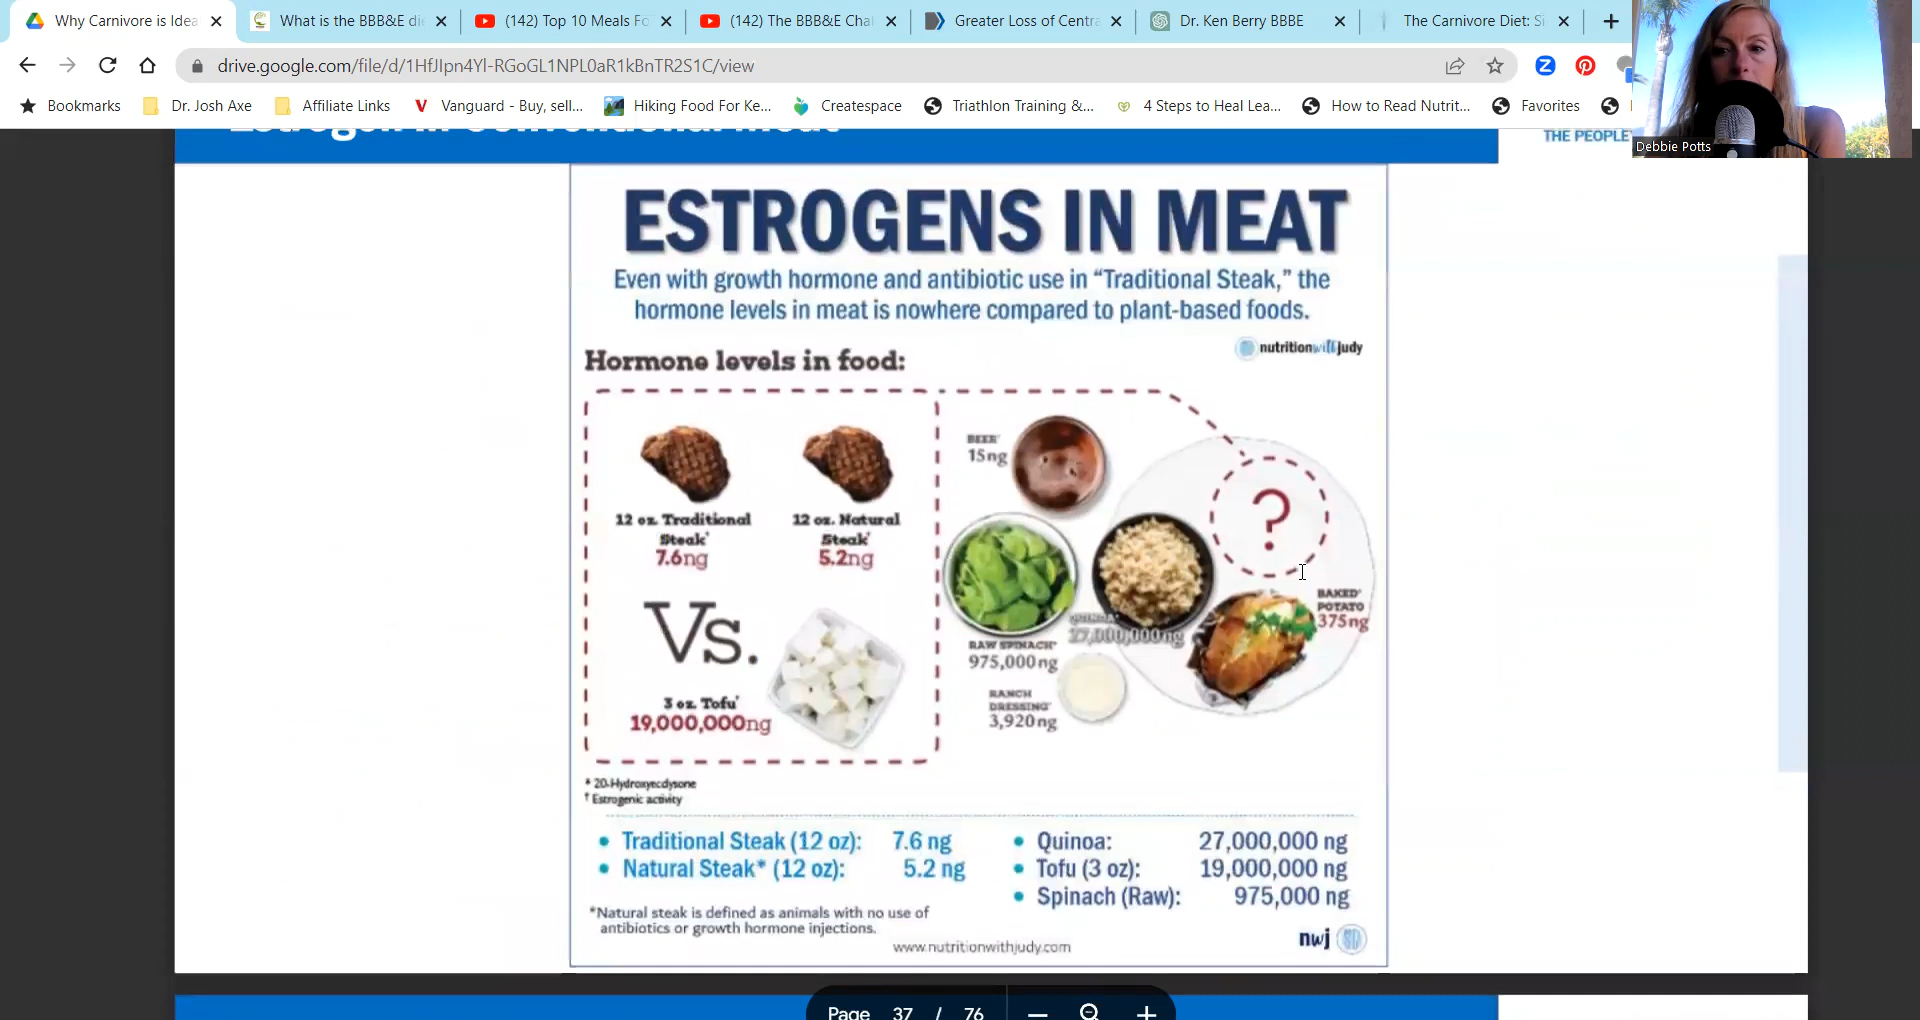 Why Carnivore is Idea
What is the BBB&E di
(142) Top 10 Meals Fo
(142) The BBB&E Chal
Greater Loss of Centra
Dr. Ken Berry BBBE
The Carnivore Diet: Si
drive.google.com/file/d/1HfJIpn4Yl-RGoGL1NPL0aR1kBnTR2S1C/view
Bookmarks
Dr. Josh Axe
Affiliate Links
Vanguard - Buy, sell...
Hiking Food For Ke...
Createspace
Triathlon Training &...
4 Steps to Heal Lea...
How to Read Nutrit...
Favorites
Debbie Potts
Estrogen in Conventional Meat
THE PEOPLE
ESTROGENS IN MEAT
Even with growth hormone and antibiotic use in “Traditional Steak,” the
hormone levels in meat is nowhere compared to plant-based foods.
nutritionwithjudy
Hormone levels in food:
12 oz. Traditional
Steak†
7.6ng
12 oz. Natural
Steak†
5.2ng
Vs.
3 oz. Tofu†
19,000,000ng
BEER†
15ng
?
QUINOA*
27,000,000ng
RAW SPINACH*
975,000ng
RANCH
DRESSING†
3,920ng
BAKED†
POTATO
375ng
* 20-Hydroxyecdysone
† Estrogenic activity
• Traditional Steak (12 oz): 7.6 ng
• Natural Steak* (12 oz): 5.2 ng
• Quinoa: 27,000,000 ng
• Tofu (3 oz): 19,000,000 ng
• Spinach (Raw): 975,000 ng
*Natural steak is defined as animals with no use of
antibiotics or growth hormone injections.
www.nutritionwithjudy.com
nwj
Page 37 / 76